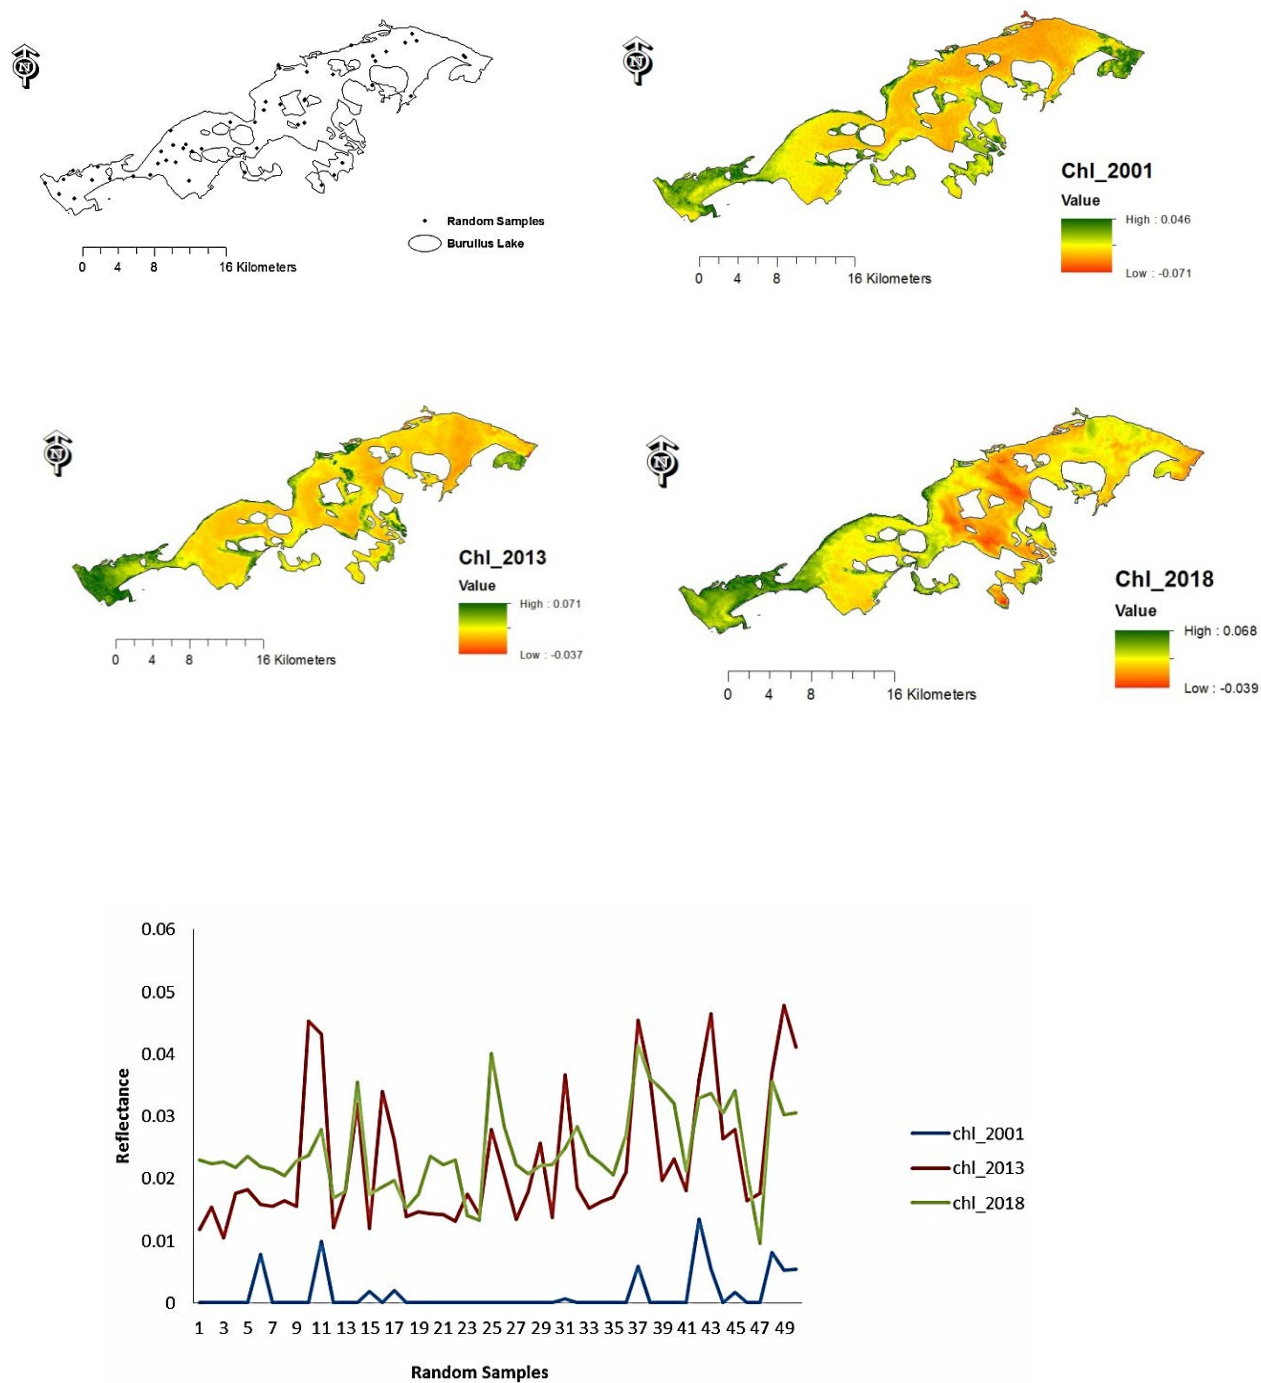 N
Random Samples
Burullus Lake
0 4 8 16 Kilometers
N
Chl_2001
Value
High : 0.046
Low : -0.071
0 4 8 16 Kilometers
N
Chl_2013
Value
High : 0.071
Low : -0.037
0 4 8 16 Kilometers
N
Chl_2018
Value
High : 0.068
Low : -0.039
0 4 8 16 Kilometers
0.06
0.05
0.04
0.03
0.02
0.01
0
Reflectance
1 3 5 7 9 11 13 15 17 19 21 23 25 27 29 31 33 35 37 39 41 43 45 47 49
Random Samples
chl_2001
chl_2013
chl_2018